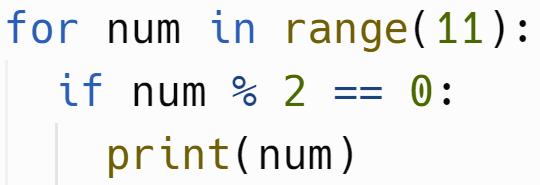 for num in range(11):
  if num % 2 == 0:
    print(num)